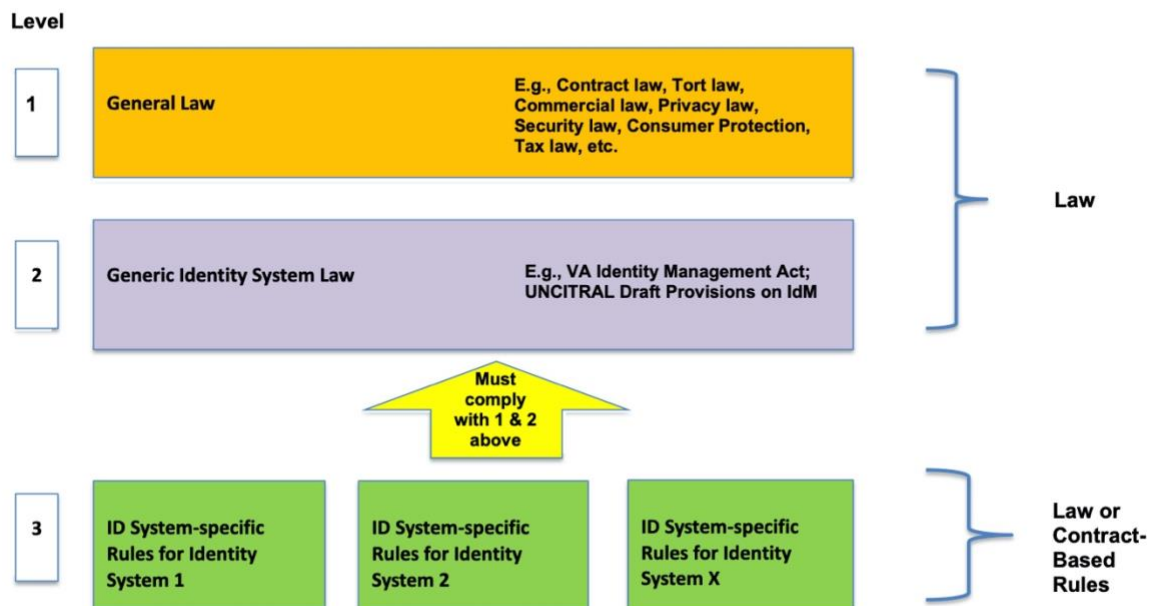 Level
1
General Law
E.g., Contract law, Tort law,
Commercial law, Privacy law,
Security law, Consumer Protection,
Tax law, etc.
Law
2
Generic Identity System Law
E.g., VA Identity Management Act;
UNCITRAL Draft Provisions on IdM
Must
comply
with 1 & 2
above
3
ID System-specific
Rules for Identity
System 1
ID System-specific
Rules for Identity
System 2
ID System-specific
Rules for Identity
System X
Law or
Contract-
Based
Rules